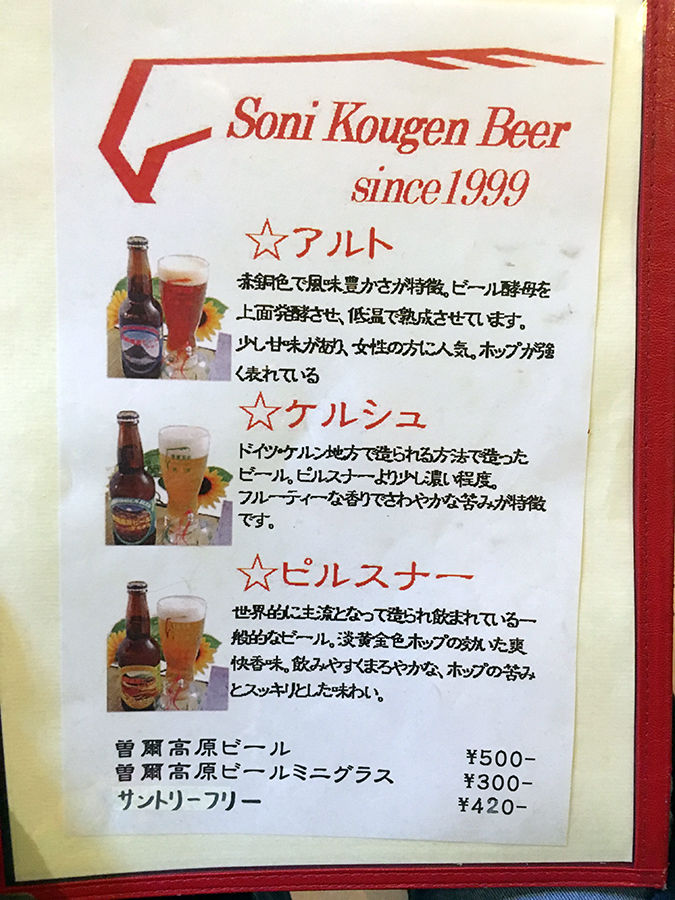 Soni Kougen Beer
since1999
☆アルト
赤銅色で風味豊かさが特徴。ビール酵母を
上面発酵させ、低温で熟成させています。
少し甘味があり、女性の方に人気。ホップが強
く表れている
☆ケルシュ
ドイツ・ケルン地方で造られる方法で造った
ビール。ピルスナーより少し濃い程度。
フルーティーな香りでさわやかな苦みが特徴
です。
☆ピルスナー
世界的に主流となって造られ飲まれている一
般的なビール。淡黄金色ホップの効いた爽
快香味。飲みやすくまろやかな、ホップの苦み
とスッキリとした味わい。
曽爾高原ビール ¥500-
曽爾高原ビールミニグラス ¥300-
サントリーフリー ¥420-